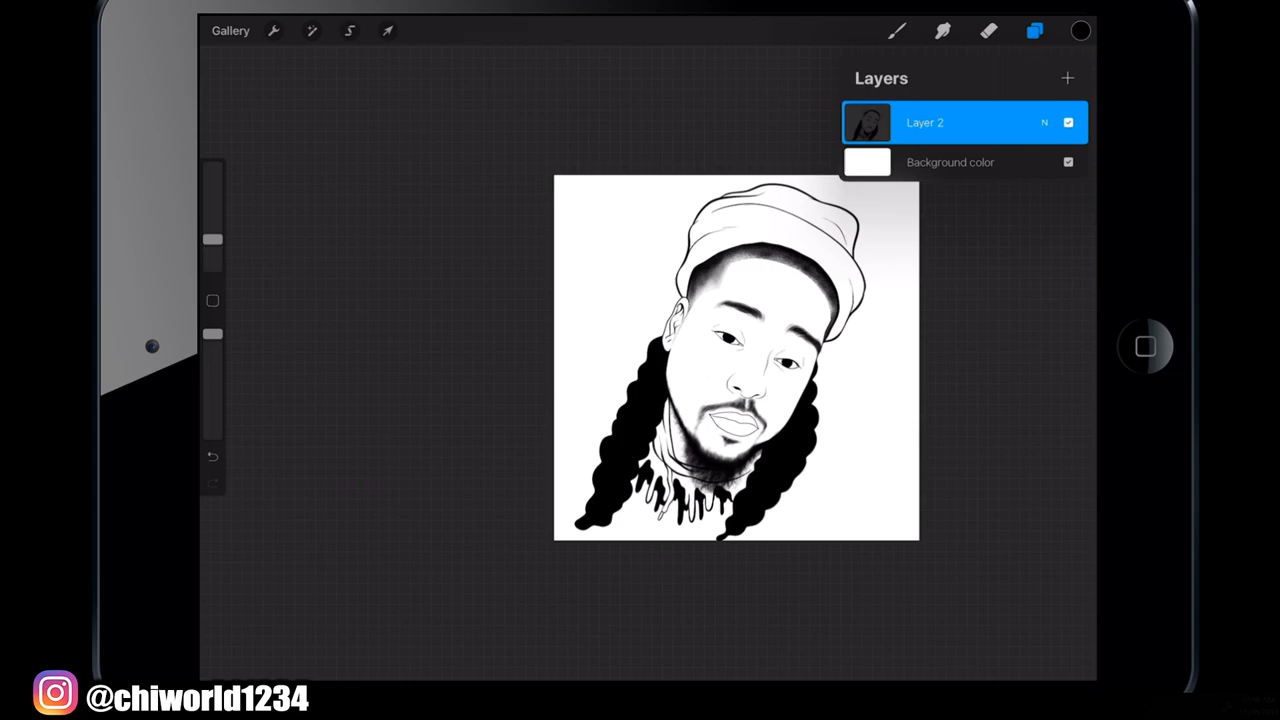 Gallery
Layers
Layer 2 N
Background color
@chiworld1234